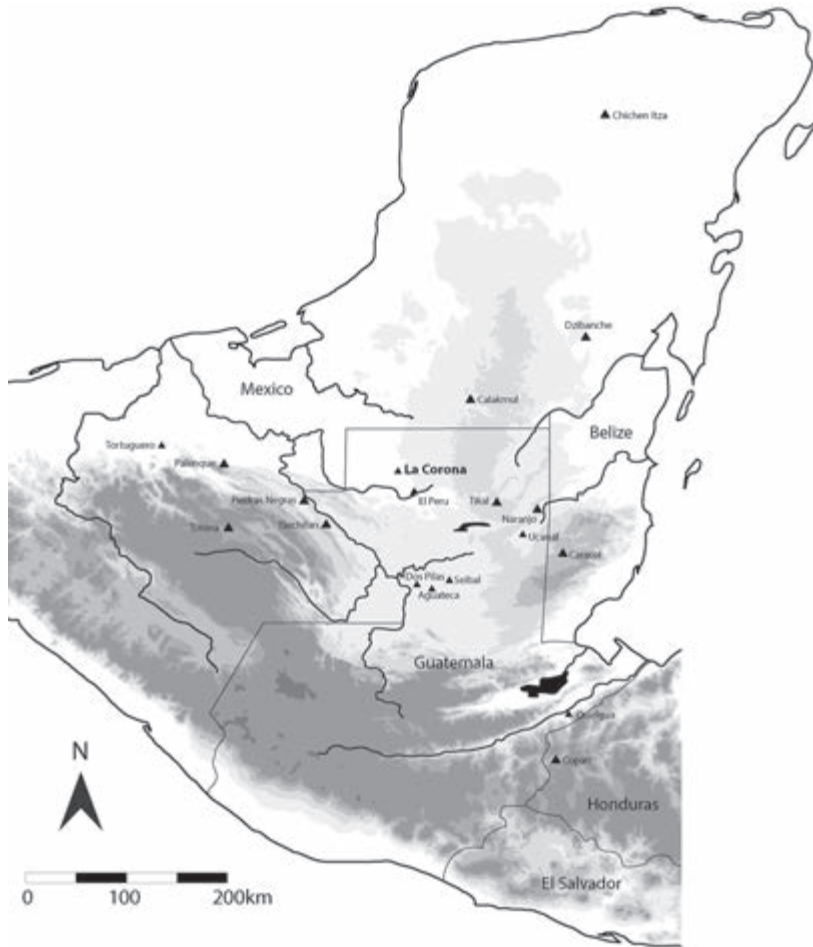 Chichen Itza
Dzibanche
Mexico
Calakmul
Belize
Tortuguero
Palenque
La Corona
El Peru
Piedras Negras
Tikal
Naranjo
Yaxchilan
Tonina
Ucanal
Caracol
Dos Pilas
Seibal
Aguateca
Guatemala
Quirigua
Copan
Honduras
El Salvador
N
0 100 200km